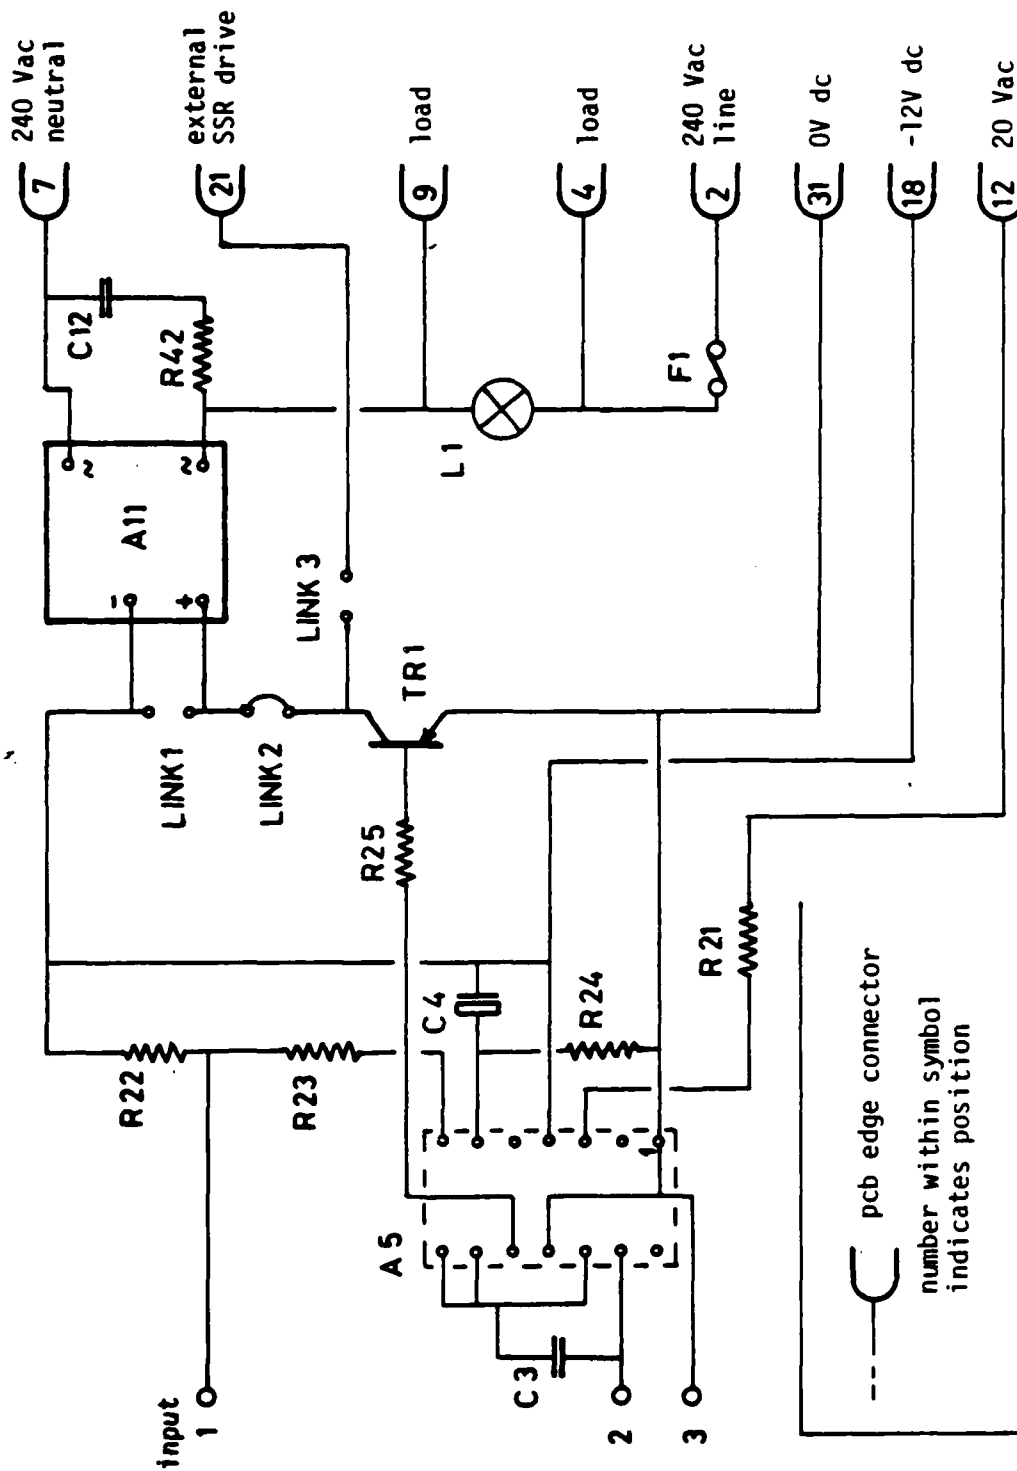 240 Vac
neutral
7
external
SSR drive
21
load
9
load
4
240 Vac
line
2
0V dc
31
-12V dc
18
20 Vac
12
C12
R42
A11
~
~
-
+
F1
L1
LINK 3
LINK1
LINK2
TR1
R25
R22
R23
C4
R24
R21
A5
1
C3
input
1
2
3
pcb edge connector
number within symbol
indicates position